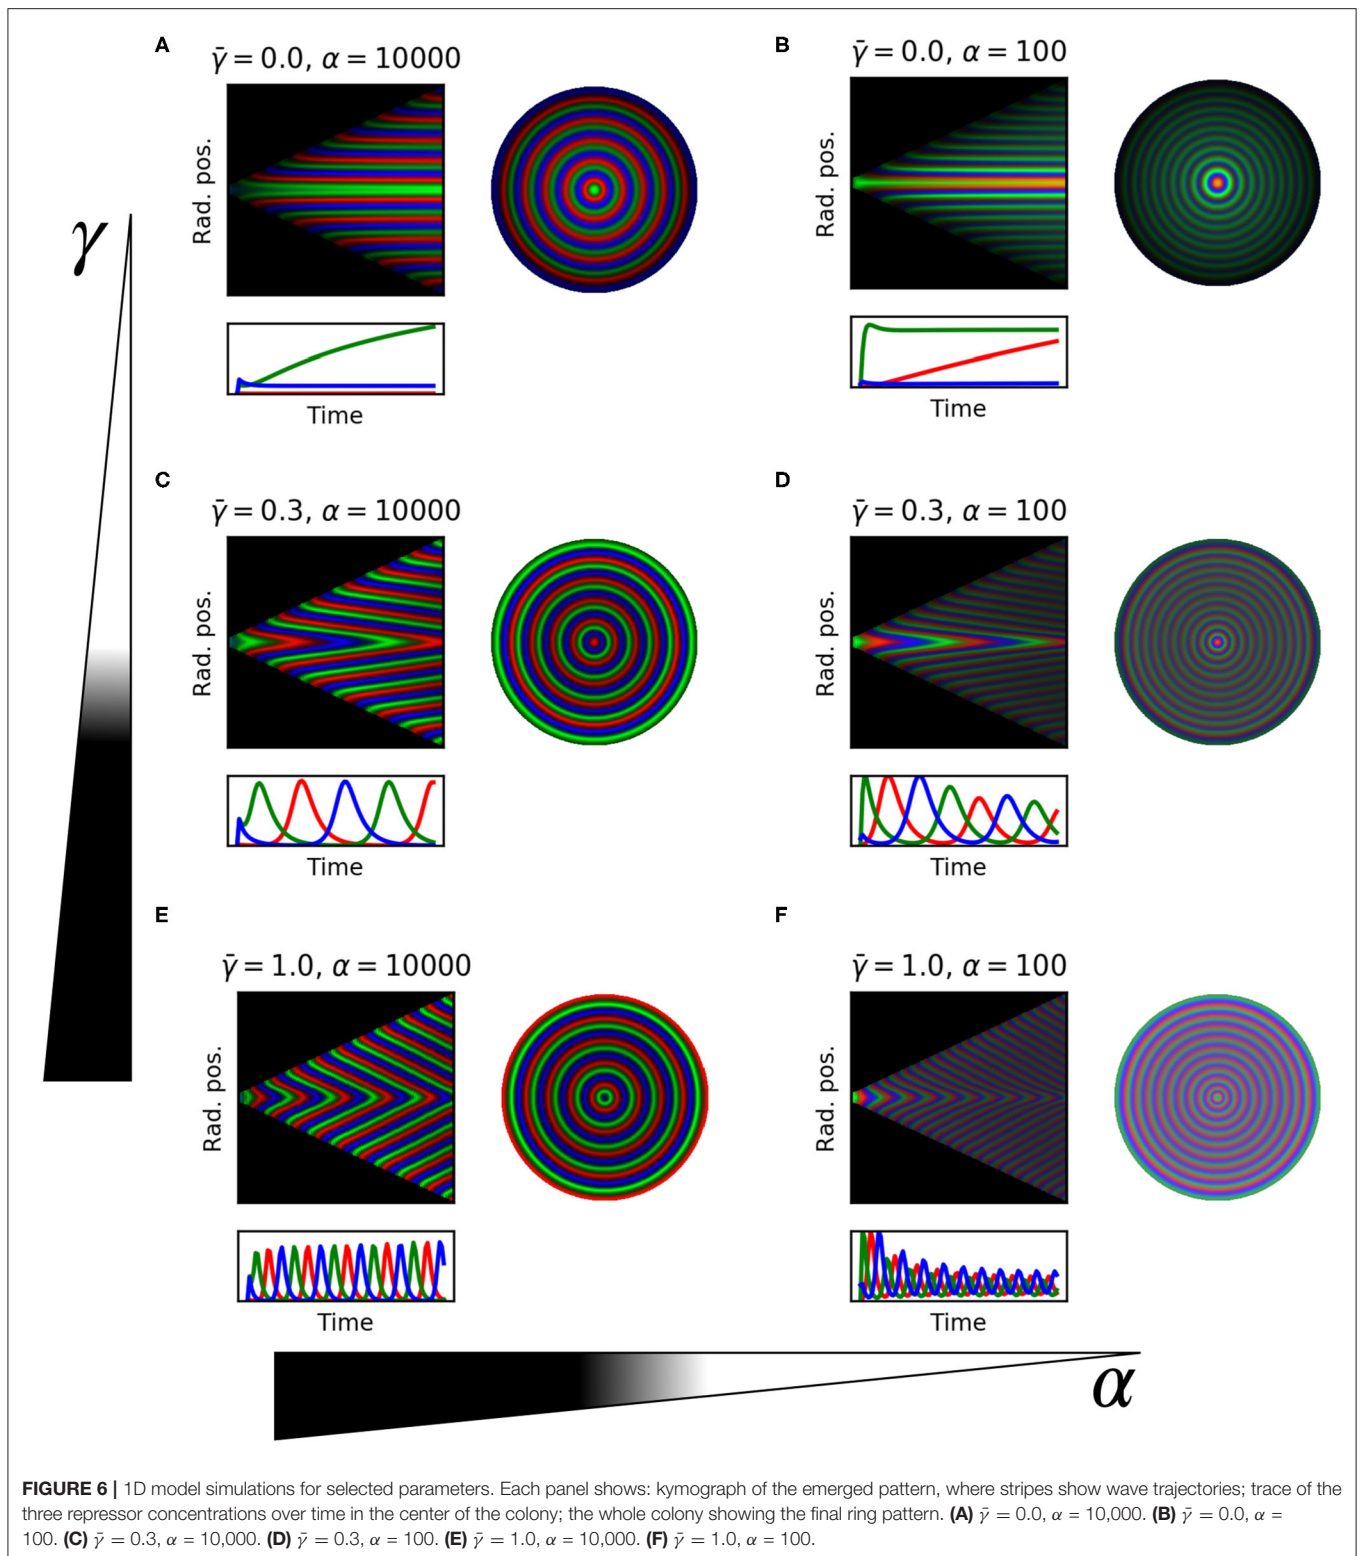 A
γ̄ = 0.0, α = 10000
Rad. pos.
Time
B
γ̄ = 0.0, α = 100
Rad. pos.
Time
γ
C
γ̄ = 0.3, α = 10000
Rad. pos.
Time
D
γ̄ = 0.3, α = 100
Rad. pos.
Time
E
γ̄ = 1.0, α = 10000
Rad. pos.
Time
F
γ̄ = 1.0, α = 100
Rad. pos.
Time
α
FIGURE 6 | 1D model simulations for selected parameters. Each panel shows: kymograph of the emerged pattern, where stripes show wave trajectories; trace of the
three repressor concentrations over time in the center of the colony; the whole colony showing the final ring pattern. (A) γ̄ = 0.0, α = 10,000. (B) γ̄ = 0.0, α =
100. (C) γ̄ = 0.3, α = 10,000. (D) γ̄ = 0.3, α = 100. (E) γ̄ = 1.0, α = 10,000. (F) γ̄ = 1.0, α = 100.